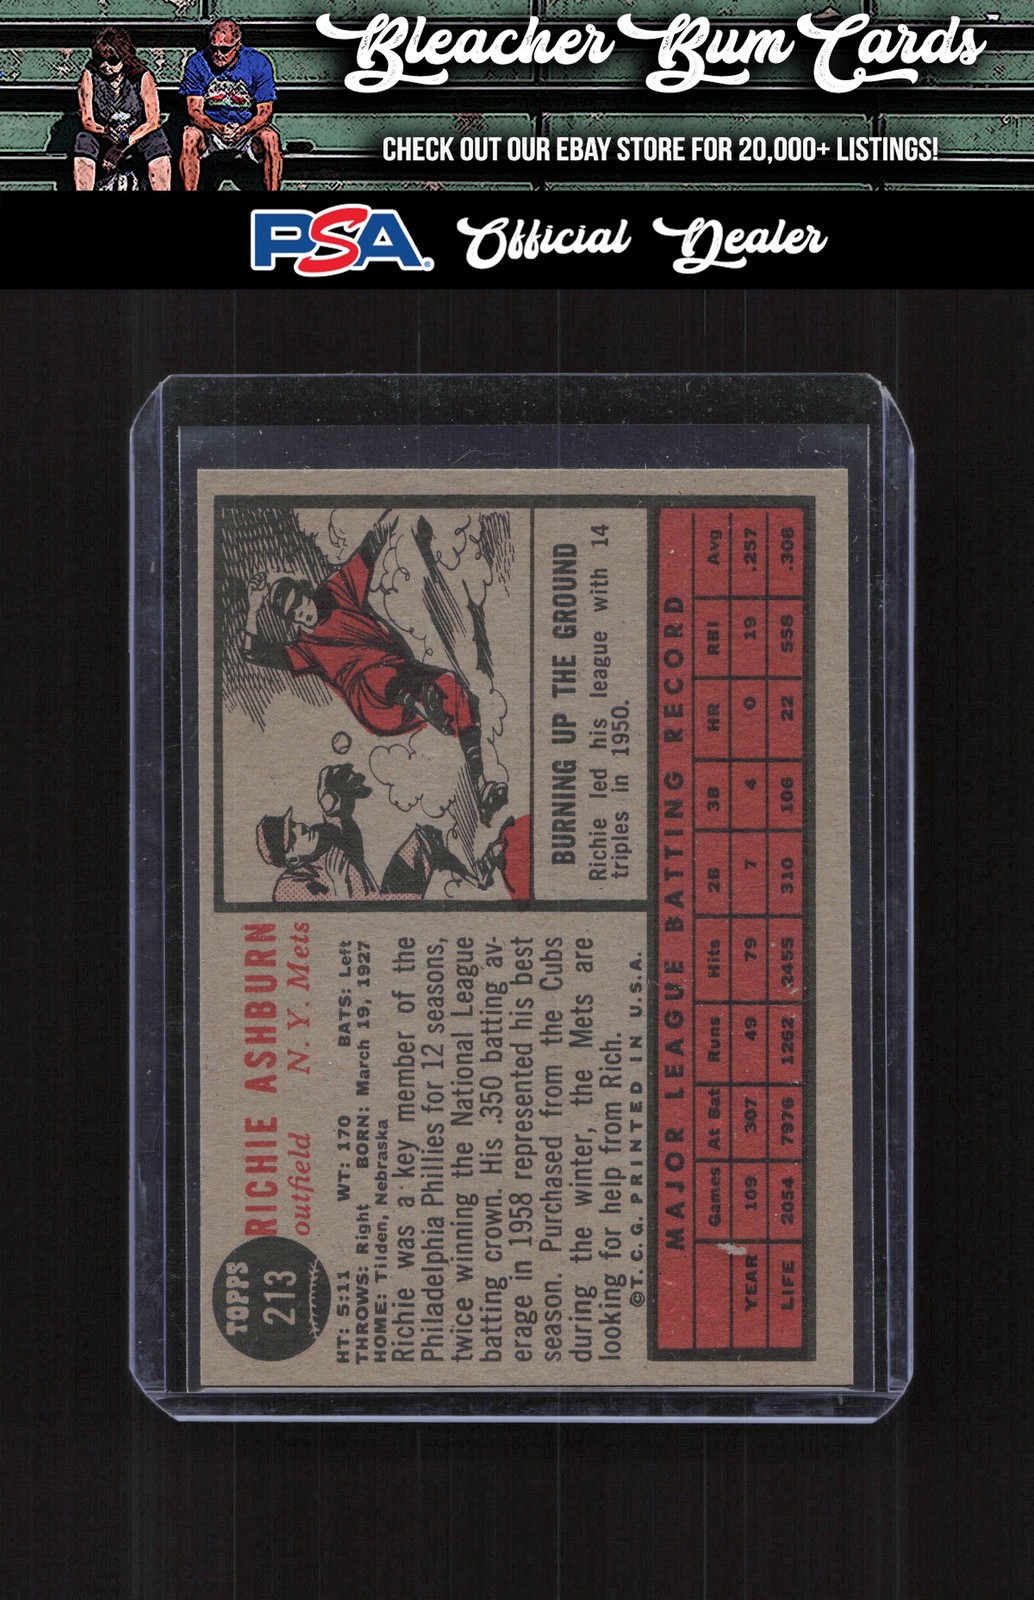 Bleacher Bum Cards
CHECK OUT OUR EBAY STORE FOR 20,000+ LISTINGS!
PSA® Official Dealer
TOPPS
213
RICHIE ASHBURN
outfield N. Y. Mets
HT: 5:11 WT: 170 BATS: Left
THROWS: Right BORN: March 19, 1927
HOME: Tilden, Nebraska
Richie was a key member of the
Philadelphia Phillies for 12 seasons,
twice winning the National League
batting crown. His .350 batting av-
erage in 1958 represented his best
season. Purchased from the Cubs
during the winter, the Mets are
looking for help from Rich.
©T. C. G. PRINTED IN U.S.A.
BURNING UP THE GROUND
Richie led his league with 14
triples in 1950.
MAJOR LEAGUE BATTING RECORD
Games At Bat Runs Hits 2B 3B HR RBI Avg
YEAR 109 307 49 79 7 4 0 19 .257
LIFE 2054 7976 1262 2455 310 106 22 558 .308